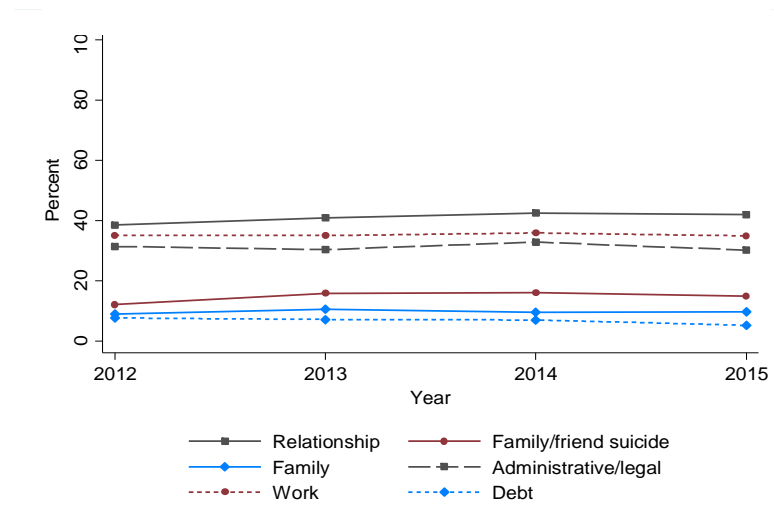 10
80
60
40
20
0
Percent
2012 2013 2014 2015
Year
Relationship Family/friend suicide
Family Administrative/legal
Work Debt